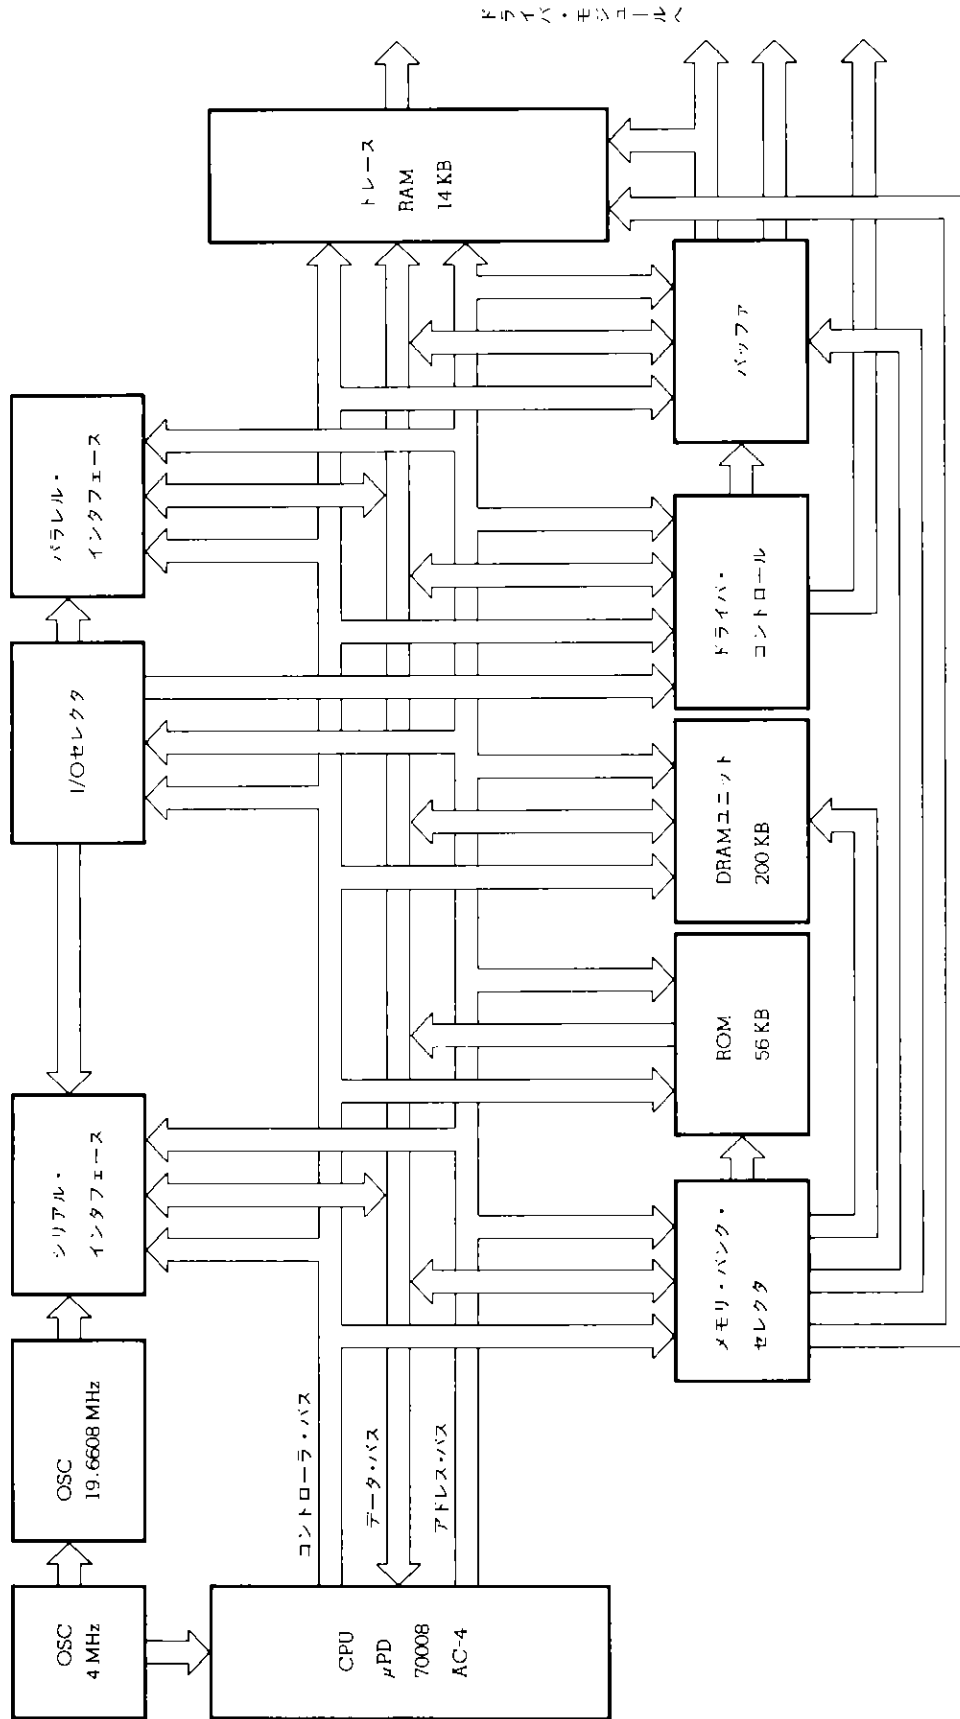 OSC
4 MHz
OSC
19.6608 MHz
シリアル・
インタフェース
I/Oセレクタ
パラレル・
インタフェース
CPU
μPD
70008
AC-4
コントローラ・バス
データ・バス
アドレス・バス
トレース
RAM
14 KB
メモリ・バンク・
セレクタ
ROM
56 KB
DRAMユニット
200 KB
ドライバ・
コントロール
バッファ
ドライバ・モジュールへ